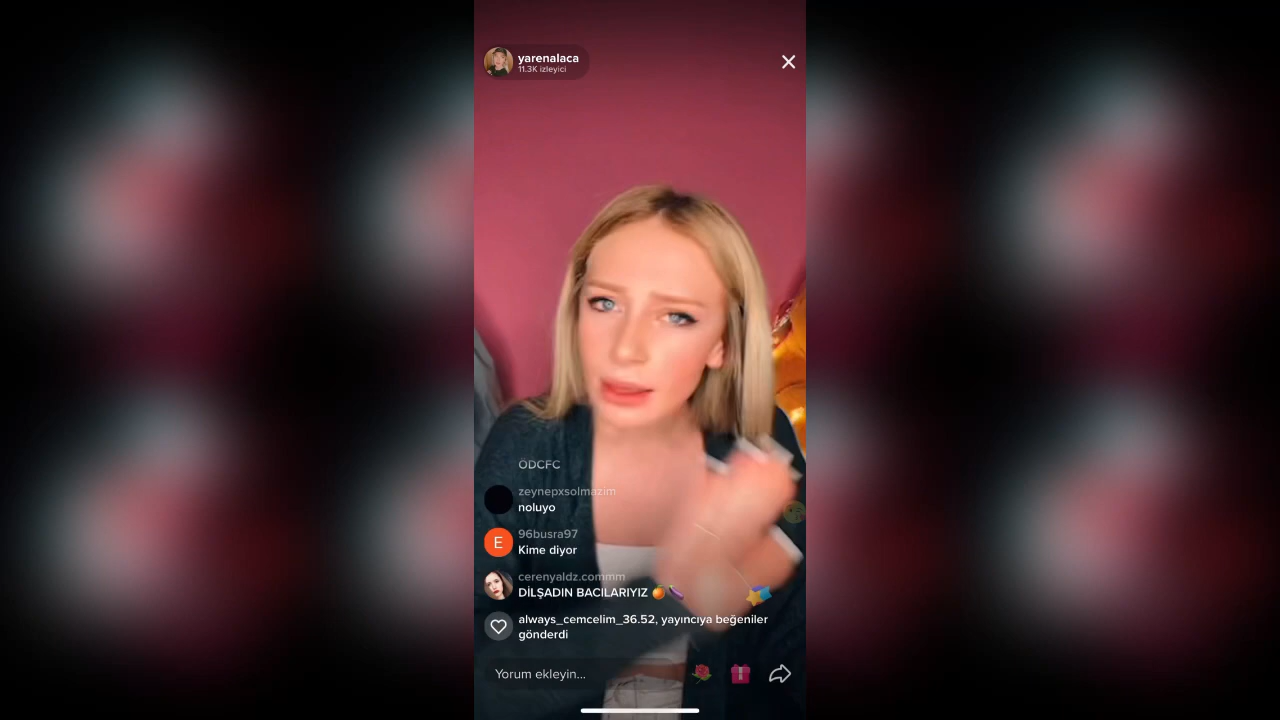 yarenalaca
11.3K izleyici
ÖDCFC
zeynepxsolmazim
noluyo
E
96busra97
Kime diyor
cerenyaldz.commm
DİLŞADIN BACILARIYIZ 🍊🍆
always_cemcelim_36.52, yayıncıya beğeniler
gönderdi
Yorum ekleyin...